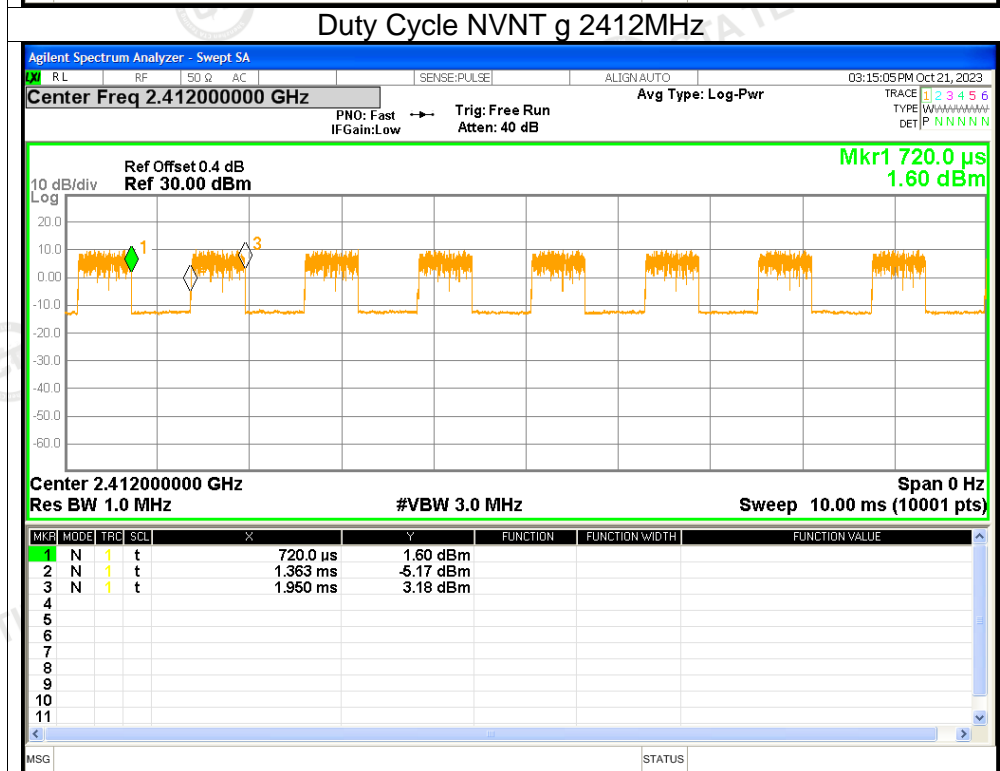 Duty Cycle NVNT g 2412MHz
Agilent Spectrum Analyzer - Swept SA
LXI RL RF 50 Ω AC SENSE:PULSE ALIGN AUTO 03:15:05 PM Oct 21, 2023
Center Freq 2.412000000 GHz Avg Type: Log-Pwr TRACE 1 2 3 4 5 6
PNO: Fast Trig: Free Run TYPE WWWWWW
IFGain:Low Atten: 40 dB DET P N N N N N
Mkr1 720.0 µs
Ref Offset 0.4 dB
10 dB/div Ref 30.00 dBm 1.60 dBm
Log
20.0
10.0
0.00
-10.0
-20.0
-30.0
-40.0
-50.0
-60.0
1
3
Center 2.412000000 GHz Span 0 Hz
Res BW 1.0 MHz #VBW 3.0 MHz Sweep 10.00 ms (10001 pts)
MKR MODE TRC SCL X Y FUNCTION FUNCTION WIDTH FUNCTION VALUE
1 N 1 t 720.0 µs 1.60 dBm
2 N 1 t 1.363 ms -5.17 dBm
3 N 1 t 1.950 ms 3.18 dBm
4
5
6
7
8
9
10
11
MSG STATUS